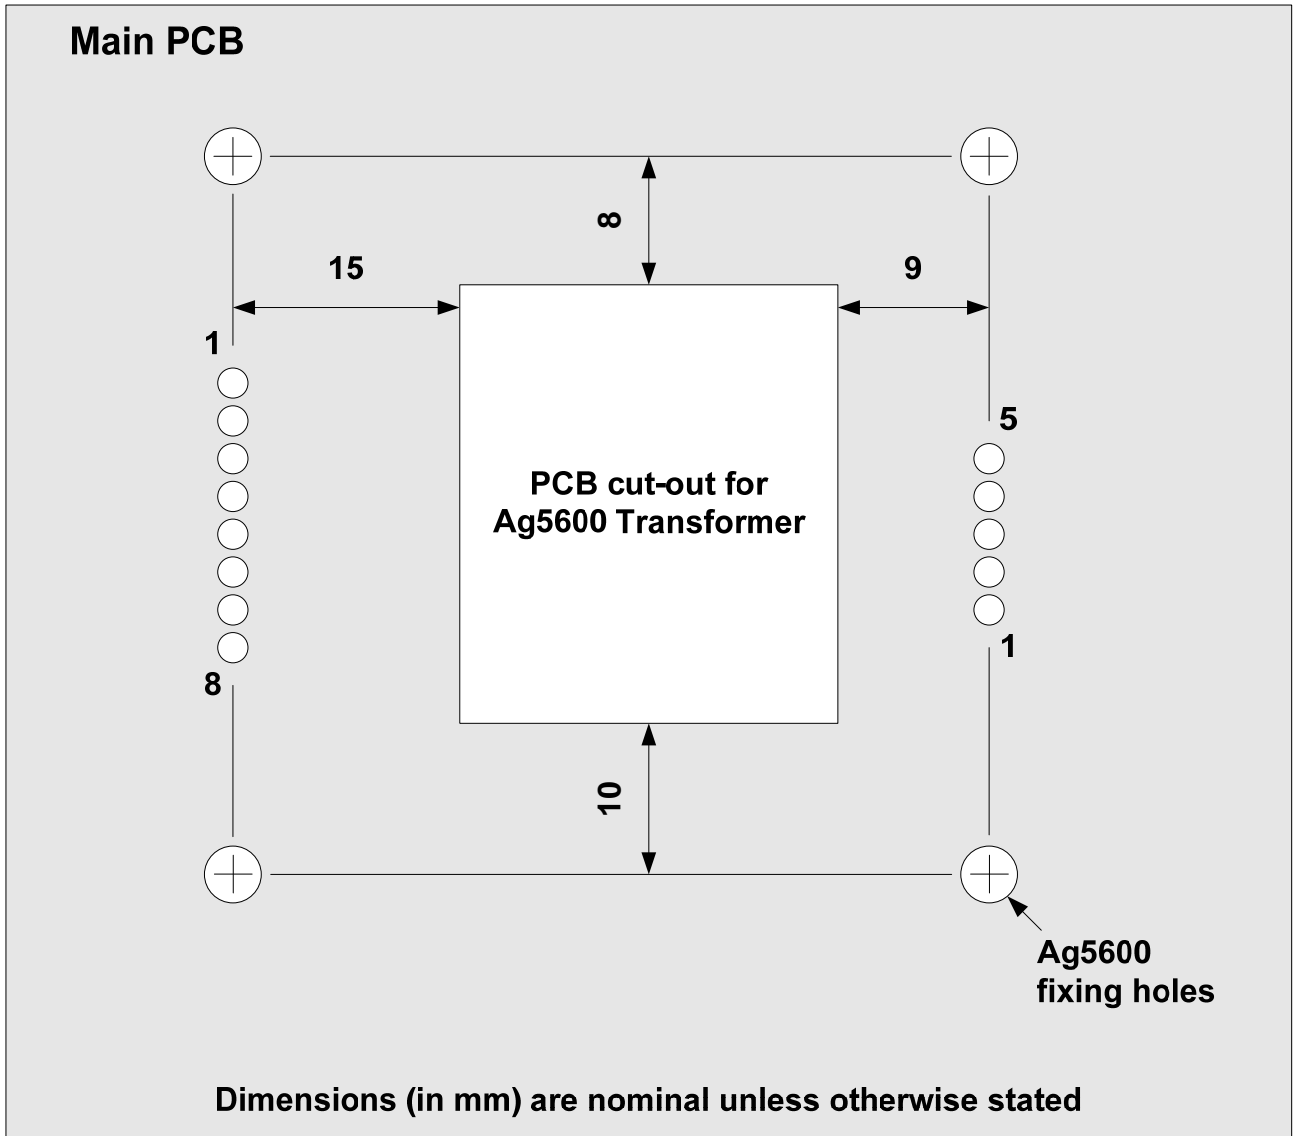 Main PCB
8
15
9
1
5
PCB cut-out for
Ag5600 Transformer
1
8
10
Ag5600
fixing holes
Dimensions (in mm) are nominal unless otherwise stated